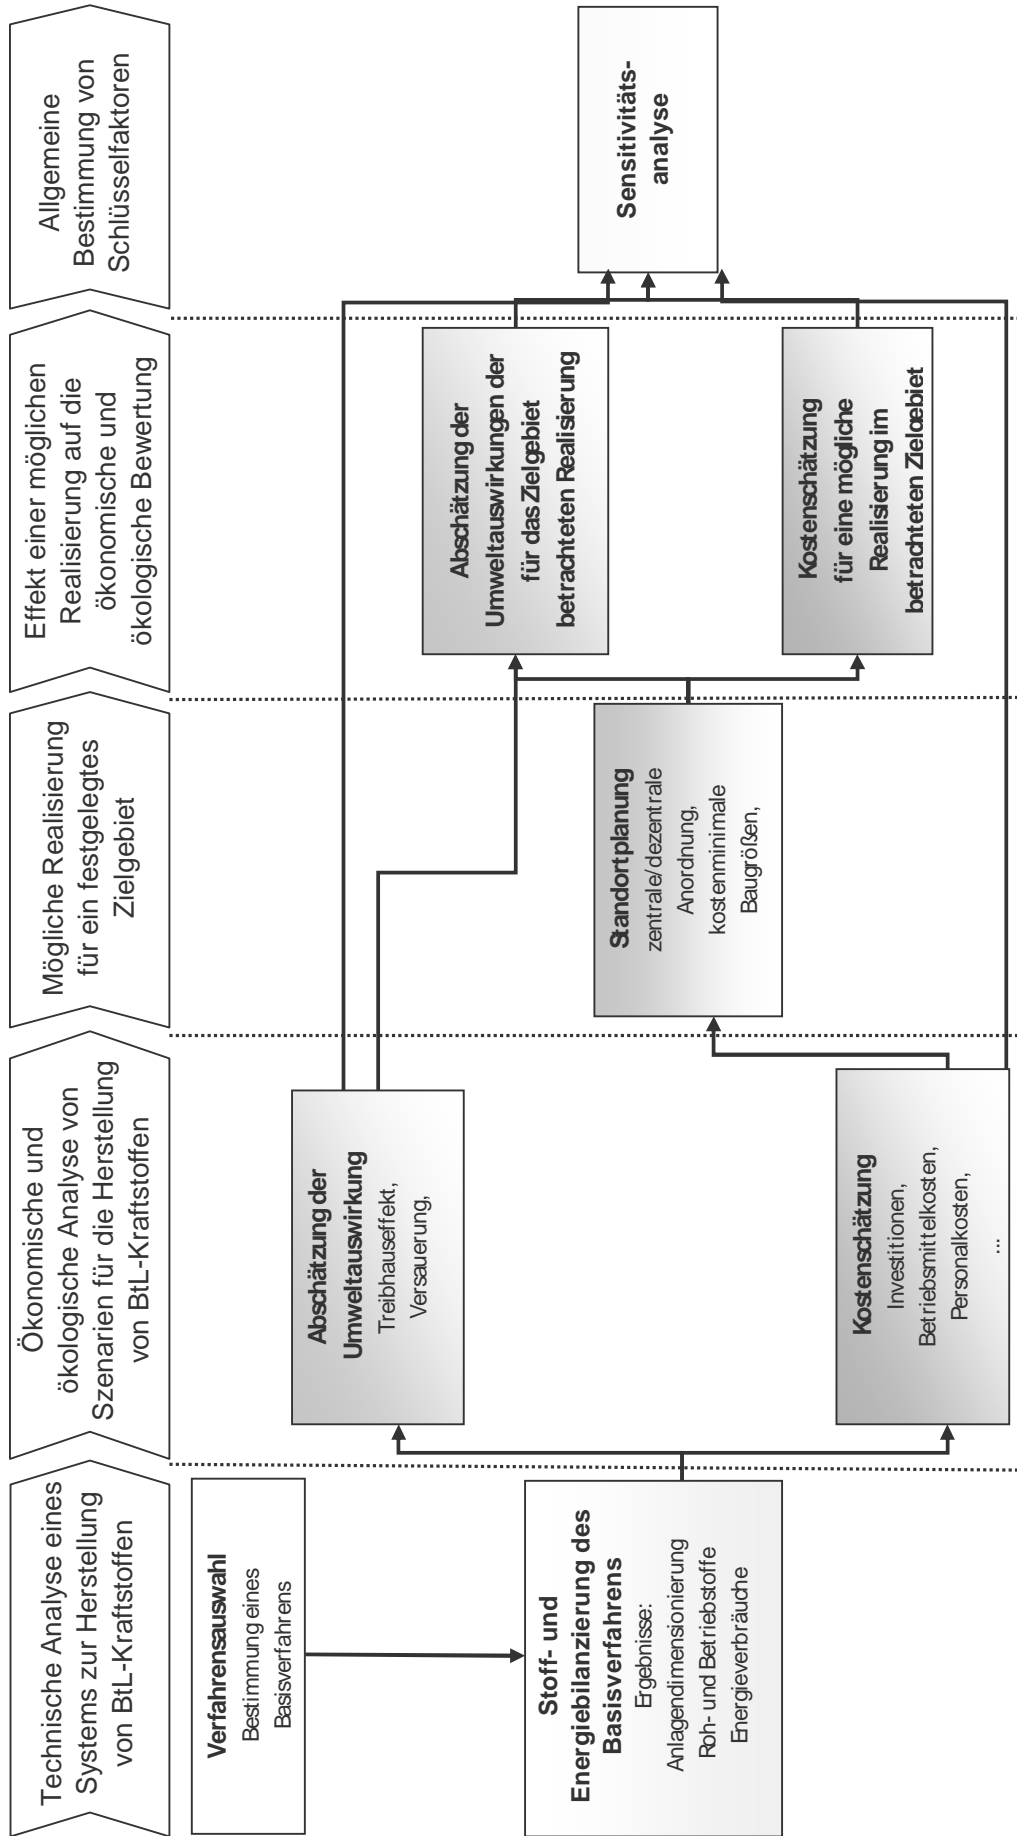 Technische Analyse eines
Systems zur Herstellung
von BtL-Kraftstoffen
Ökonomische und
ökologische Analyse von
Szenarien für die Herstellung
von BtL-Kraftstoffen
Mögliche Realisierung
für ein festgelegtes
Zielgebiet
Effekt einer möglichen
Realisierung auf die
ökonomische und
ökologische Bewertung
Allgemeine
Bestimmung von
Schlüsselfaktoren
Verfahrensauswahl
Bestimmung eines
Basisverfahrens
Stoff- und
Energiebilanzierung des
Basisverfahrens
Ergebnisse:
Anlagendimensionierung
Roh- und Betriebstoffe
Energieverbräuche
Abschätzung der
Umweltauswirkung
Treibhauseffekt,
Versauerung,
Kostenschätzung
Investitionen,
Betriebsmittelkosten,
Personalkosten,
...
Standortplanung
zentrale/dezentrale
Anordnung,
kostenminimale
Baugrößen,
Abschätzung der
Umweltauswirkungen der
für das Zielgebiet
betrachteten Realisierung
Kostenschätzung
für eine mögliche
Realisierung im
betrachteten Zielgebiet
Sensitivitäts-
analyse